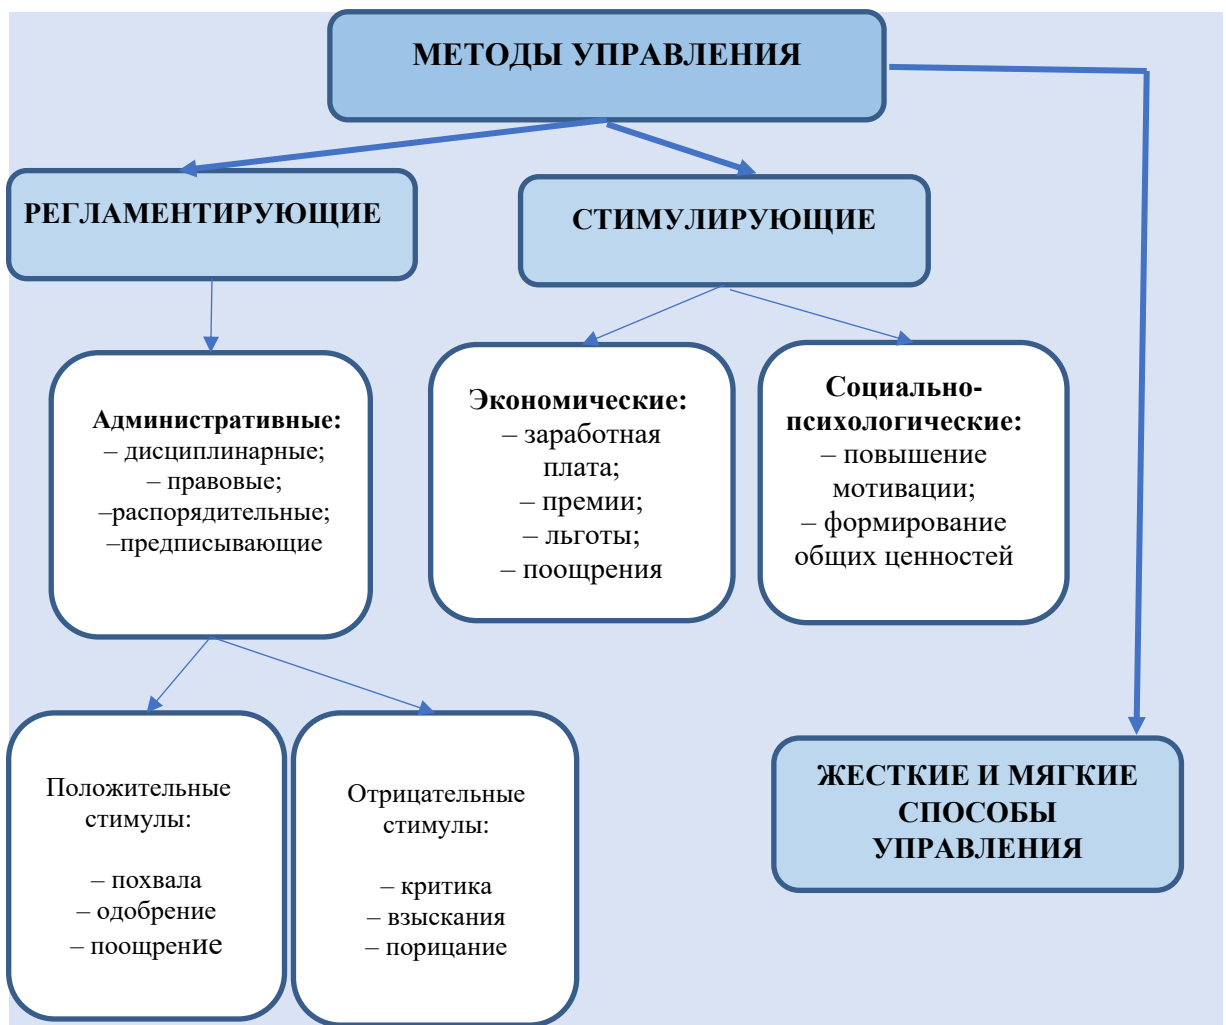 МЕТОДЫ УПРАВЛЕНИЯ
РЕГЛАМЕНТИРУЮЩИЕ
СТИМУЛИРУЮЩИЕ
Административные:
– дисциплинарные;
– правовые;
–распорядительные;
–предписывающие
Экономические:
– заработная
плата;
– премии;
– льготы;
– поощрения
Социально-
психологические:
– повышение
мотивации;
– формирование
общих ценностей
Положительные
стимулы:
– похвала
– одобрение
– поощрение
Отрицательные
стимулы:
– критика
– взыскания
– порицание
ЖЕСТКИЕ И МЯГКИЕ
СПОСОБЫ
УПРАВЛЕНИЯ